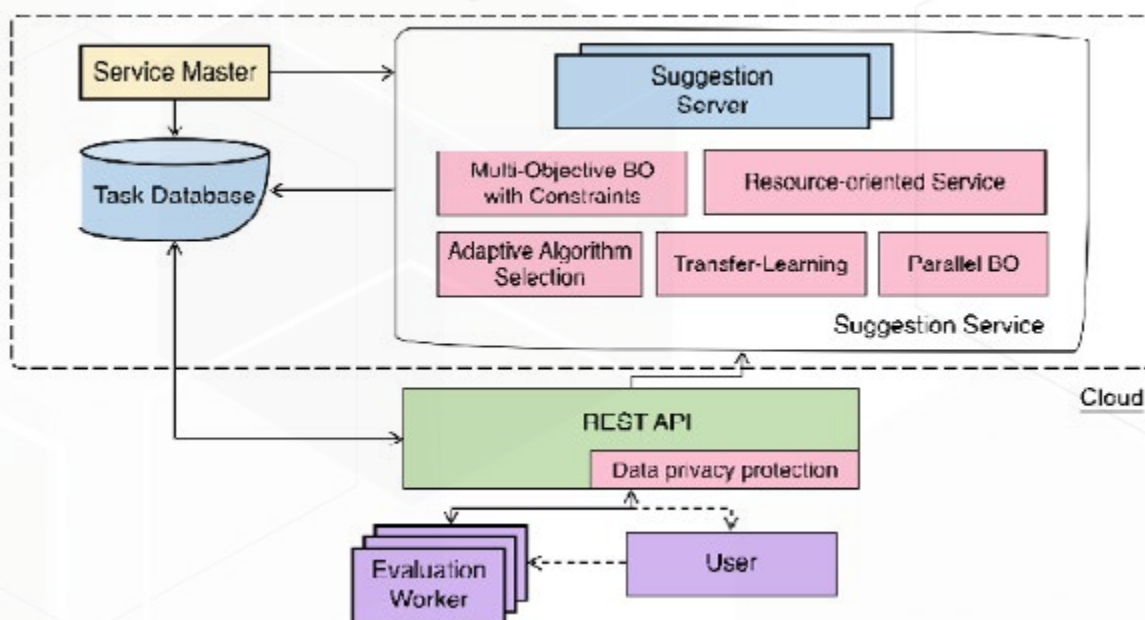 Service Master
Suggestion
Server
Task Database
Multi-Objective BO
with Constraints
Resource-oriented Service
Adaptive Algorithm
Selection
Transfer-Learning
Parallel BO
Suggestion Service
Cloud
REST API
Data privacy protection
Evaluation
Worker
User